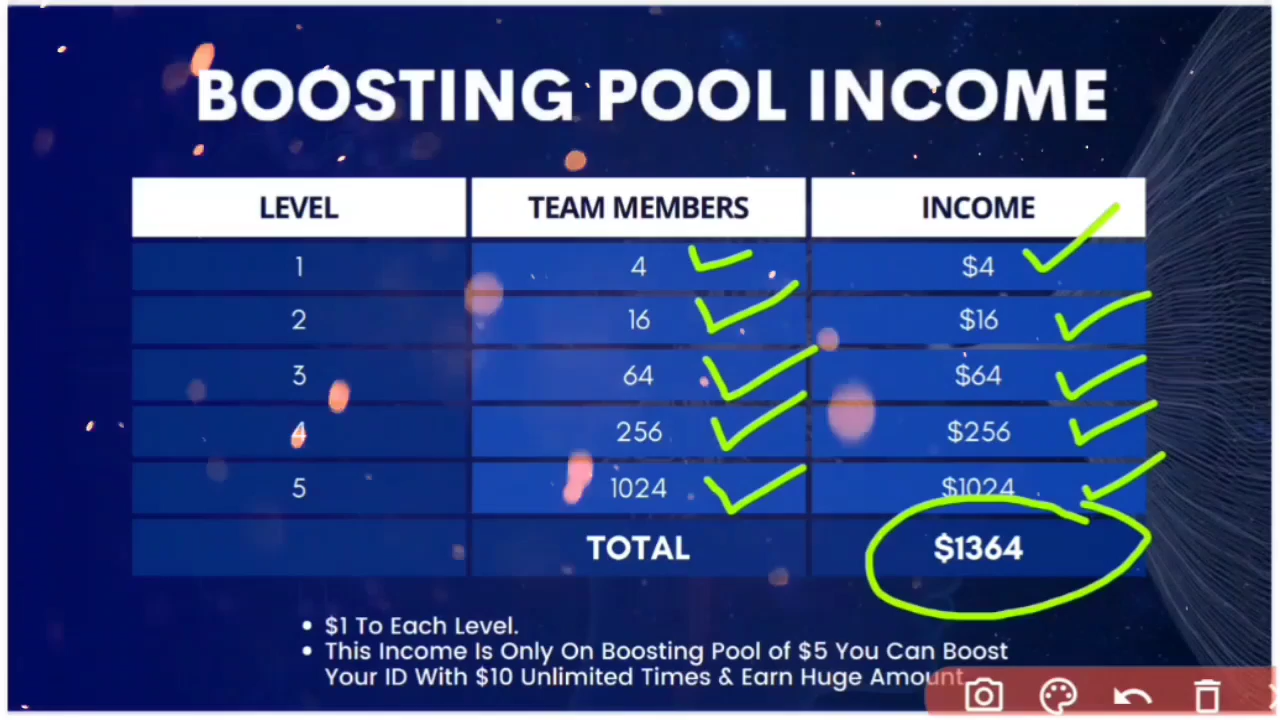 BOOSTING POOL INCOME
LEVEL TEAM MEMBERS INCOME
1 4 $4
2 16 $16
3 64 $64
4 256 $256
5 1024 $1024
TOTAL $1364
• $1 To Each Level.
• This Income Is Only On Boosting Pool of $5 You Can Boost
Your ID With $10 Unlimited Times & Earn Huge Amount